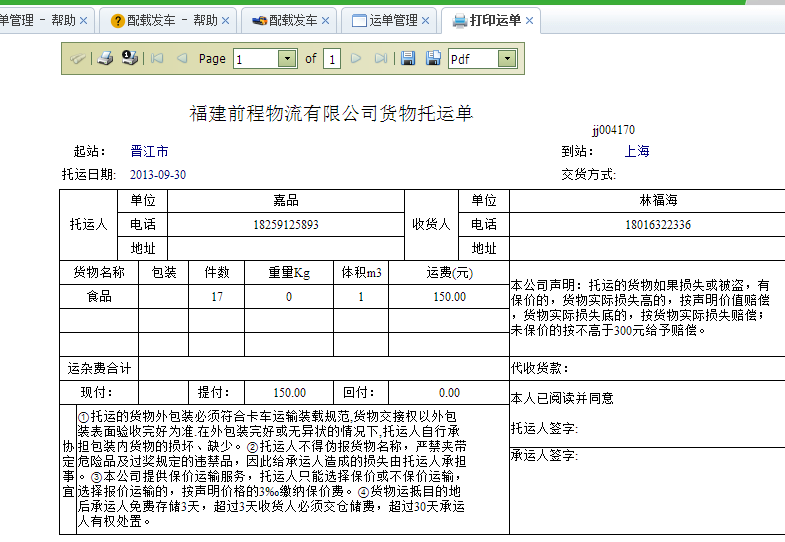 单管理 - 帮助 配载发车 - 帮助 配载发车 运单管理 打印运单
Page 1 of 1 Pdf
福建前程物流有限公司货物托运单
jj004170
起站： 晋江市 到站： 上海
托运日期: 2013-09-30 交货方式:
托运人 单位 嘉品 收货人 单位 林福海
电话 18259125893 电话 18016322336
地址 地址
货物名称 包装 件数 重量Kg 体积m3 运费(元)
食品 17 0 1 150.00
本公司声明：托运的货物如果损失或被盗，有
保价的，货物实际损失高的，按声明价值赔偿
，货物实际损失底的，按货物实际损失赔偿；
未保价的按不高于300元给予赔偿。
运杂费合计 代收货款：
现付： 提付： 150.00 回付： 0.00
本人已阅读并同意
托运人签字:
承运人签字:
协定事宜
①托运的货物外包装必须符合卡车运输装载规范,货物交接权以外包
装表面验收完好为准.在外包装完好或无异状的情况下,托运人自行承
担包装内货物的损坏、缺少。②托运人不得伪报货物名称，严禁夹带
危险品及过桨规定的违禁品，因此给承运人造成的损失由托运人承担
。③本公司提供保价运输服务，托运人只能选择保价或不保价运输，
选择报价运输的，按声明价格的3‰缴纳保价费。④货物运抵目的地
后承运人免费存储3天，超过3天收货人必须交仓储费，超过30天承运
人有权处置。